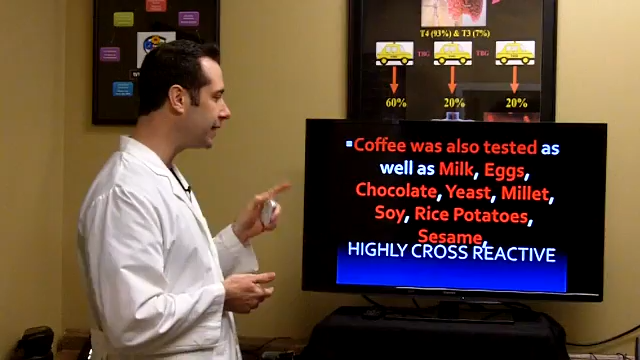 T4 (93%) & T3 (7%)
TBG TBG
60% 20% 20%
▪Coffee was also tested as
well as Milk, Eggs,
Chocolate, Yeast, Millet,
Soy, Rice Potatoes,
Sesame,
HIGHLY CROSS REACTIVE